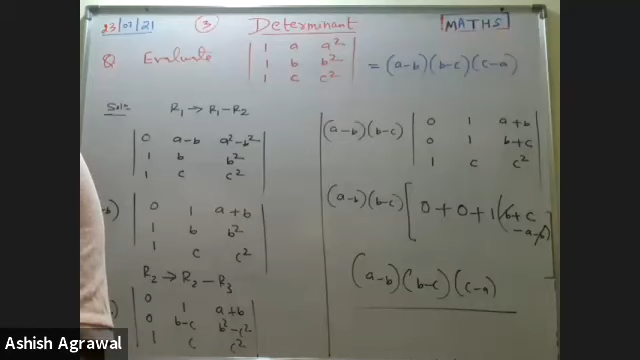 23/07/21 3 Determinant MATHS
Q Evaluate | 1 a a² | = (a-b)(b-c)(c-a)
| 1 b b² |
| 1 c c² |
Soln R₁ → R₁-R₂
| 0 a-b a²-b² |
| 1 b b² |
| 1 c c² |
-b) | 0 1 a+b |
| 1 b b² |
| 1 c c² |
R₂ → R₂-R₃
) | 0 1 a+b |
| 0 b-c b²-c² |
| 1 c c² |
(a-b)(b-c) | 0 1 a+b |
| 0 1 b+c |
| 1 c c² |
(a-b)(b-c) [ 0+0+1(b+c
-a-b) ]
(a-b)(b-c)(c-a)
Ashish Agrawal